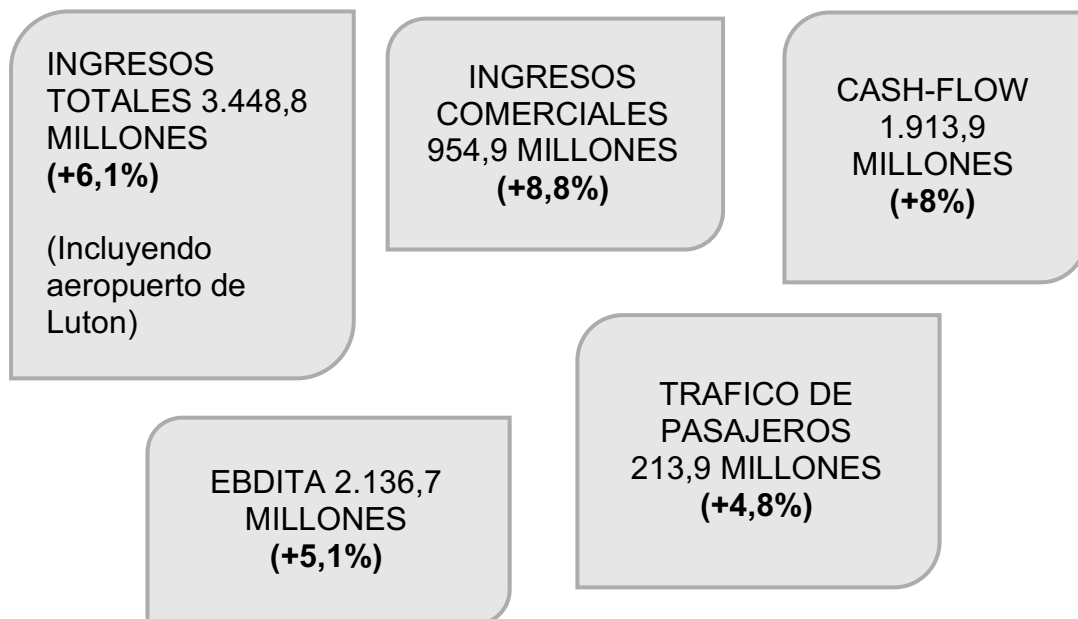 INGRESOS
TOTALES 3.448,8
MILLONES
(+6,1%)
(Incluyendo
aeropuerto de
Luton)
INGRESOS
COMERCIALES
954,9 MILLONES
(+8,8%)
CASH-FLOW
1.913,9
MILLONES
(+8%)
EBDITA 2.136,7
MILLONES
(+5,1%)
TRAFICO DE
PASAJEROS
213,9 MILLONES
(+4,8%)